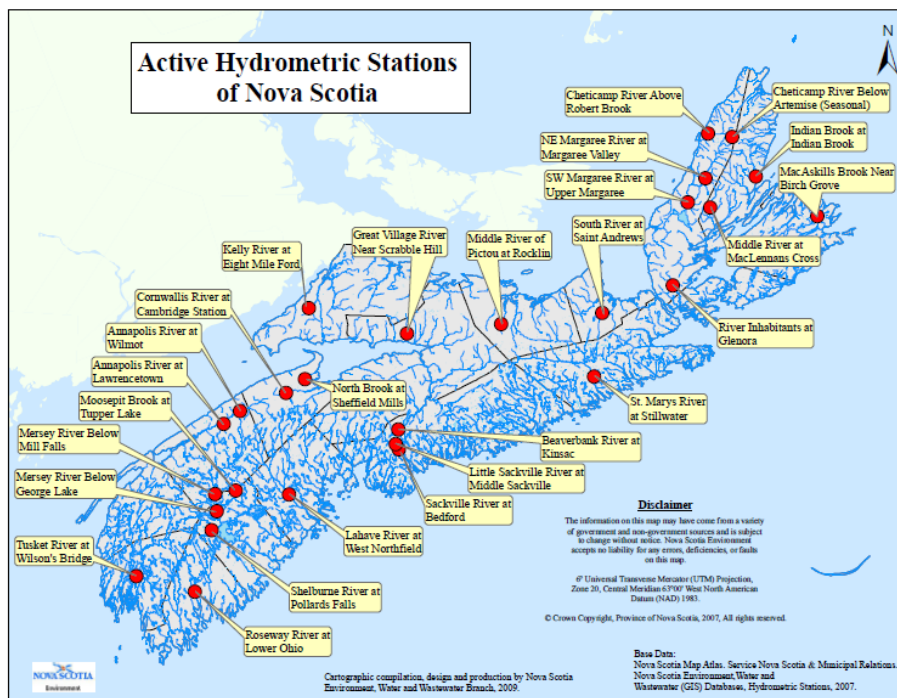 Active Hydrometric Stations
of Nova Scotia
N
Cheticamp River Above
Robert Brook
Cheticamp River Below
Artemise (Seasonal)
NE Margaree River at
Margaree Valley
Indian Brook at
Indian Brook
SW Margaree River at
Upper Margaree
MacAskills Brook Near
Birch Grove
South River at
Saint Andrews
Great Village River
Near Scrabble Hill
Middle River of
Pictou at Rocklin
Kelly River at
Eight Mile Ford
Middle River at
MacLennans Cross
Cornwallis River at
Cambridge Station
River Inhabitants at
Glenora
Annapolis River at
Wilmot
Annapolis River at
Lawrencetown
North Brook at
Sheffield Mills
Moosepit Brook at
Tupper Lake
St. Marys River
at Stillwater
Mersey River Below
Mill Falls
Beaverbank River at
Kinsac
Little Sackville River at
Middle Sackville
Mersey River Below
George Lake
Sackville River at
Bedford
Lahave River at
West Northfield
Tusket River at
Wilson's Bridge
Shelburne River at
Pollards Falls
Roseway River at
Lower Ohio
Disclaimer
The information on this map may have come from a variety
of government and non-government sources and is subject
to change without notice. Nova Scotia Environment
accepts no liability for any errors, deficiencies, or faults
on this map.
6º Universal Transverse Mercator (UTM) Projection,
Zone 20, Central Meridian 63º00' West North American
Datum (NAD) 1983.
© Crown Copyright, Province of Nova Scotia, 2007, All rights reserved.
NOVA SCOTIA
Environment
Cartographic compilation, design and production by Nova Scotia
Environment, Water and Wastewater Branch, 2009.
Base Data:
Nova Scotia Map Atlas. Service Nova Scotia & Municipal Relations.
Nova Scotia Environment,Water and
Wastewater (GIS) Databases, Hydrometric Stations, 2007.